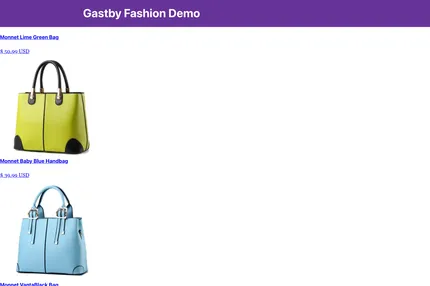 Gastby Fashion Demo
Monnet Lime Green Bag
$ 50.99 USD
Monnet Baby Blue Handbag
$ 39.99 USD
Monnet VantaBlack Bag